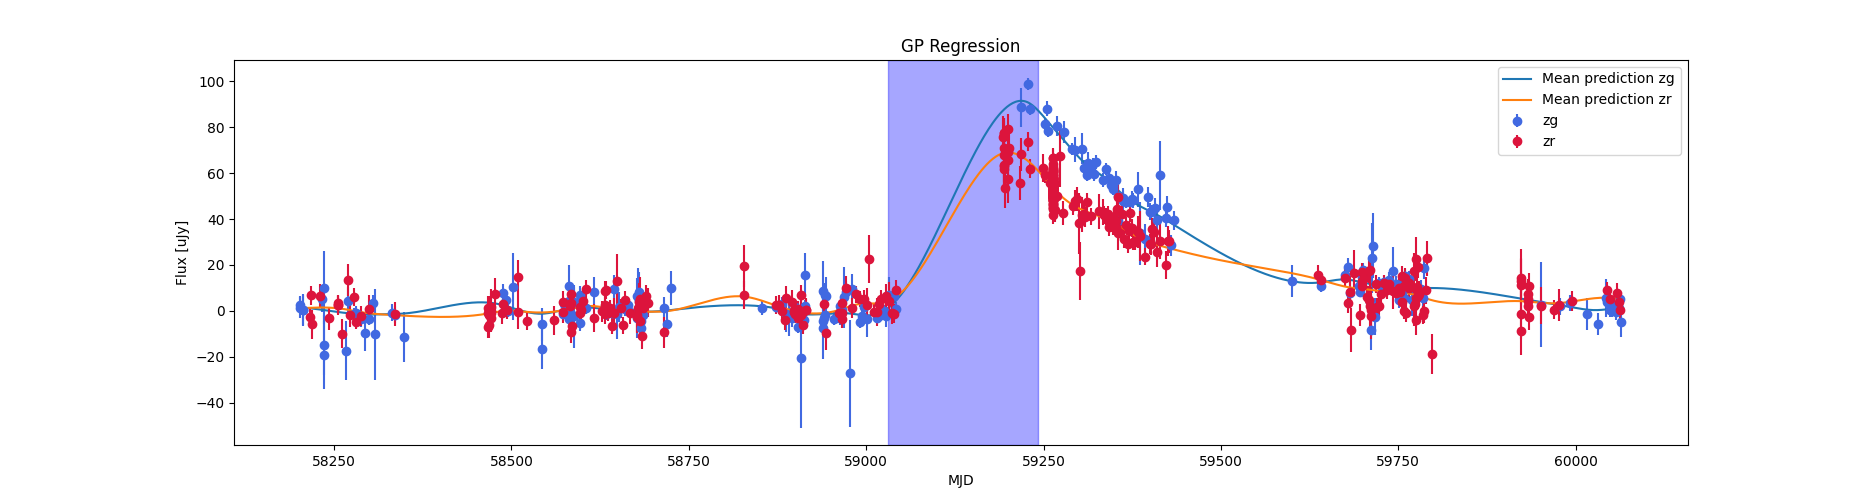 GP Regression
Mean prediction zg
Mean prediction zr
zg
zr
Flux [uJy]
100
80
60
40
20
0
−20
−40
58250 58500 58750 59000 59250 59500 59750 60000
MJD